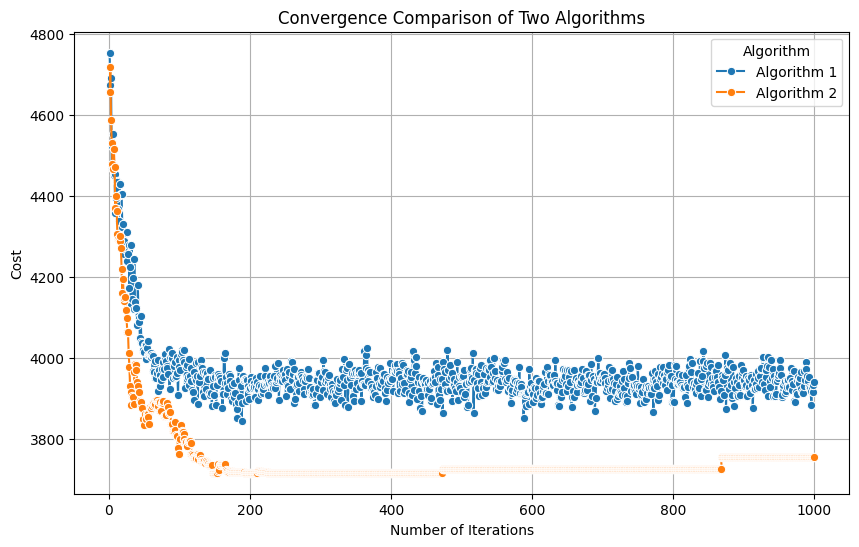 Convergence Comparison of Two Algorithms
4800
4600
4400
4200
4000
3800
Cost
0 200 400 600 800 1000
Number of Iterations
Algorithm
Algorithm 1
Algorithm 2